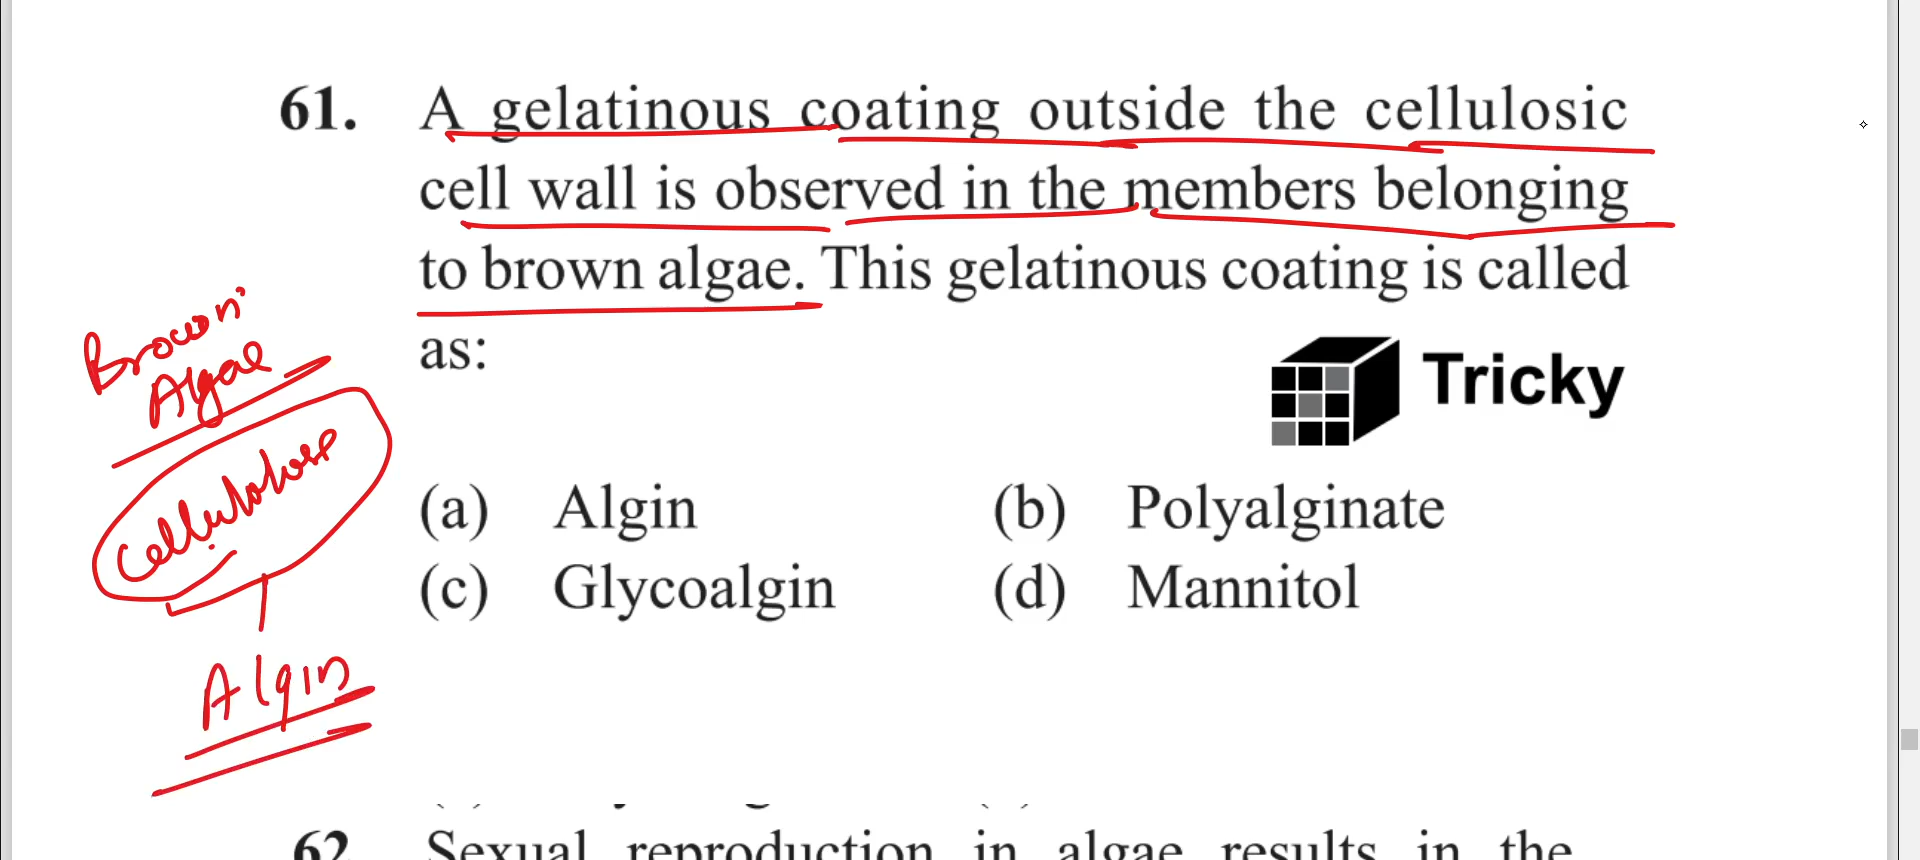 61. A gelatinous coating outside the cellulosic
cell wall is observed in the members belonging
to brown algae. This gelatinous coating is called
as:
Tricky
(a) Algin (b) Polyalginate
(c) Glycoalgin (d) Mannitol
Brown
Algae
Algin
62 Sexual reproduction in algae results in the